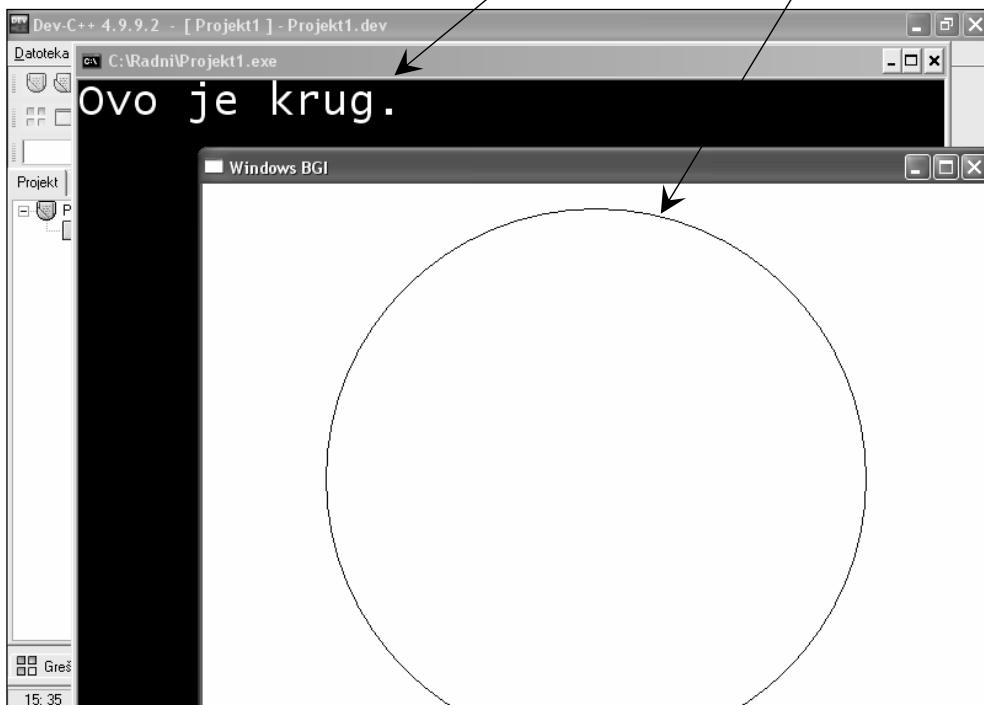 Dev-C++ 4.9.9.2 - [ Projekt1 ] - Projekt1.dev
Datoteka
C:\Radni\Projekt1.exe
Ovo je krug.
Windows BGI
Projekt
P
Greš
15: 35